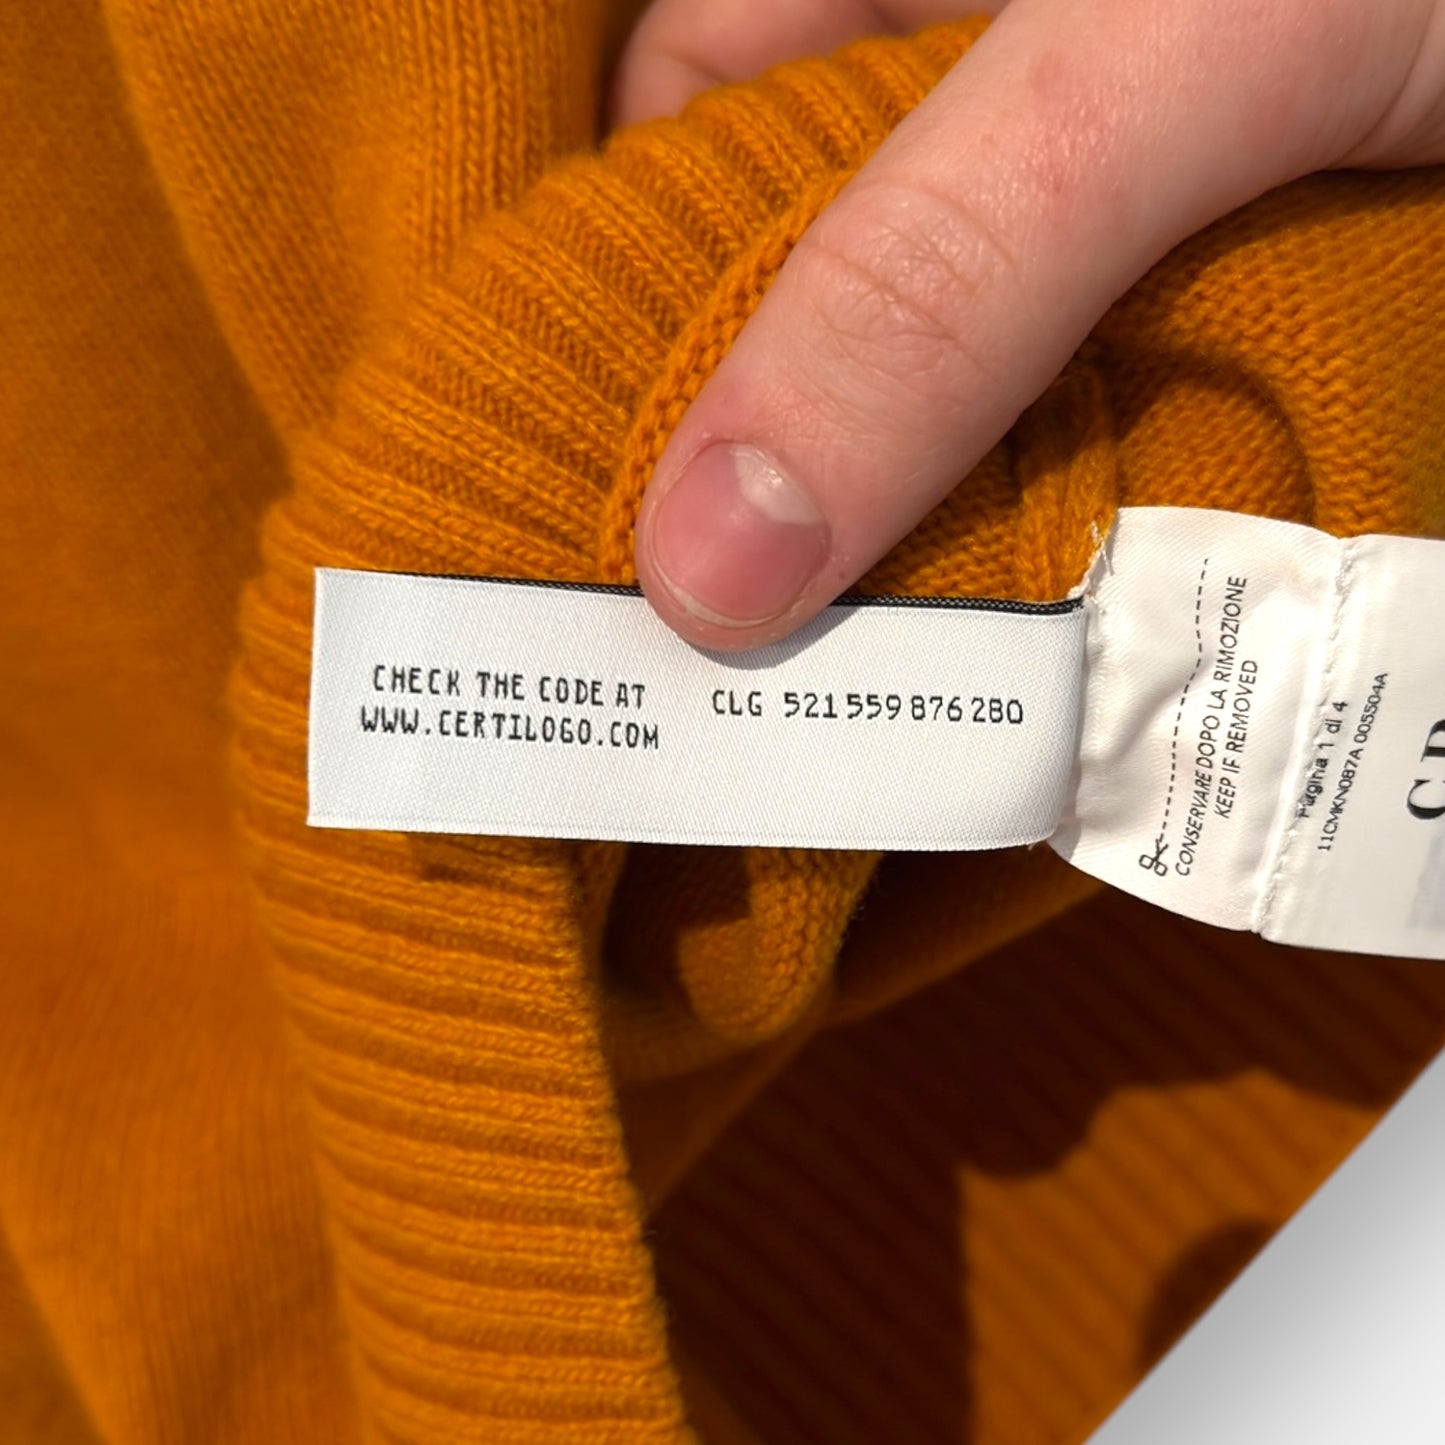 CHECK THE CODE AT
WWW.CERTILOGO.COM
CLG 521 559 876 280
CONSERVARE DOPO LA RIMOZIONE
KEEP IF REMOVED
Pagina 1 di 4
11CMKN087A 005504A
C.P.